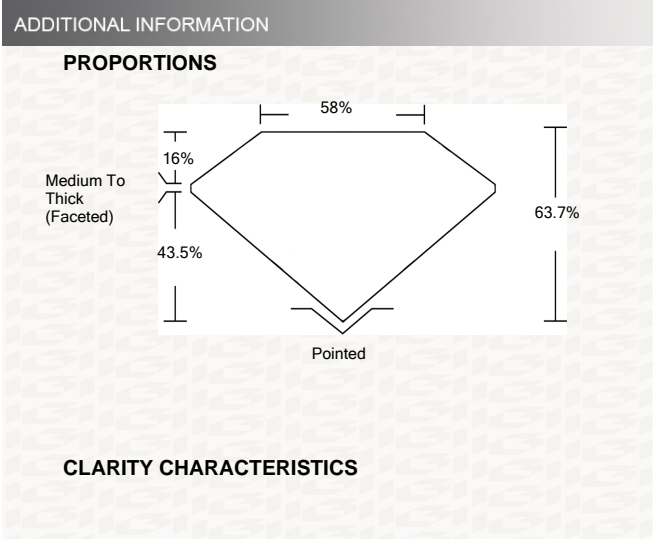 ADDITIONAL INFORMATION
PROPORTIONS
58%
16%
Medium To
Thick
(Faceted)
63.7%
43.5%
Pointed
CLARITY CHARACTERISTICS